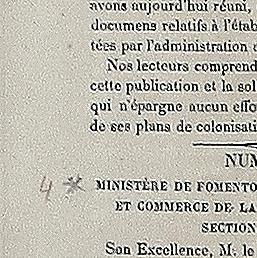 avons aujourd'hui réuni,
documens relatifs à l'étab
tées par l'administration
Nos lecteurs comprend
cette publication et la sol
qui n'épargne aucun effo
de ses plans de colonisati
NUM
4 * MINISTÈRE DE FOMENTO
ET COMMERCE DE LA
SECTION
Son Excellence, M. le